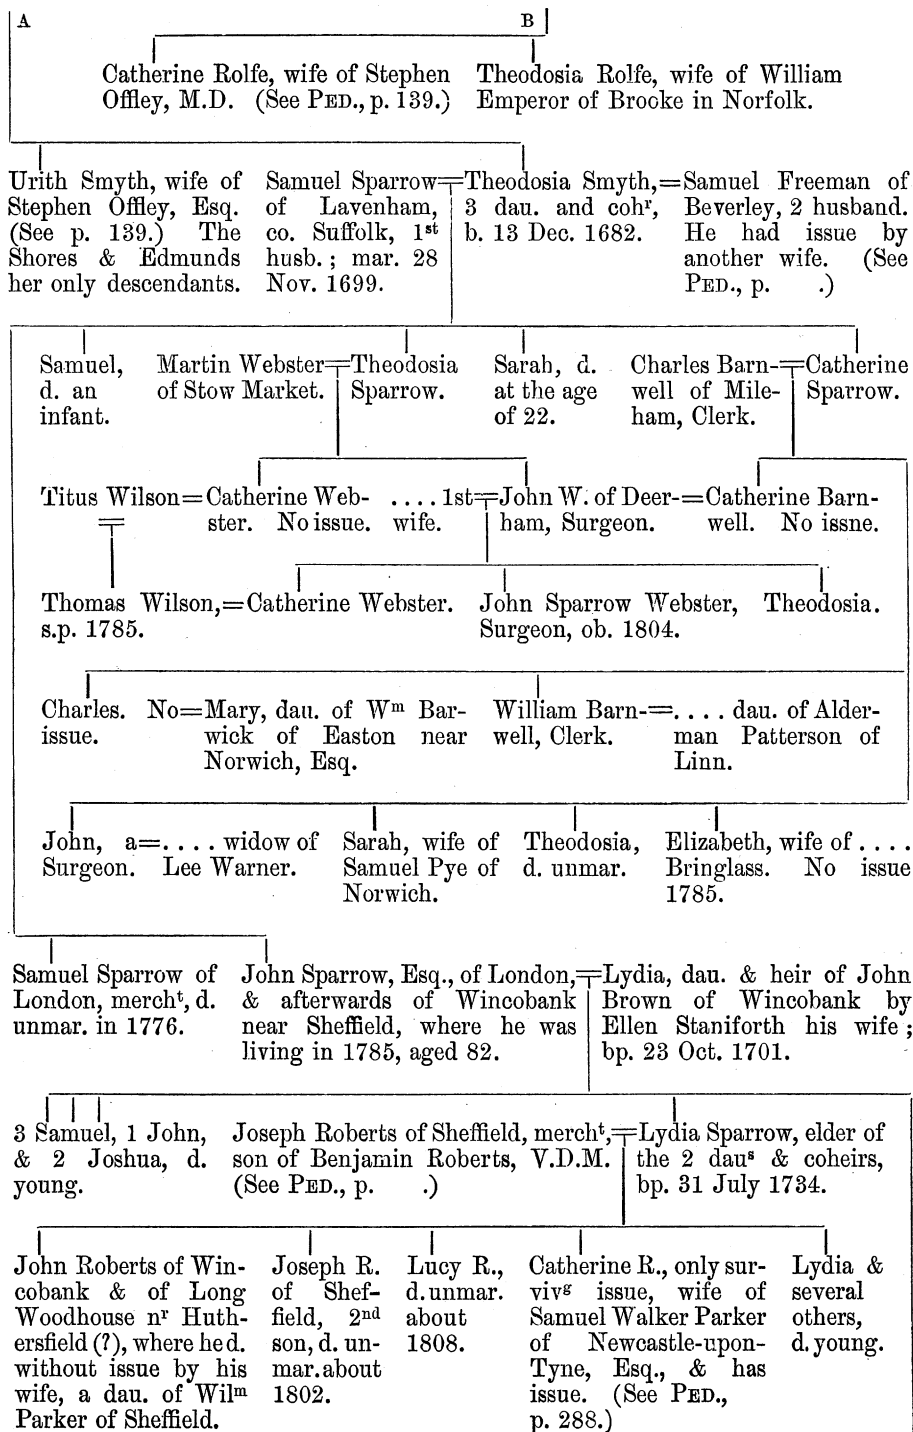 A
B
Catherine Rolfe, wife of Stephen
Offley, M.D. (See PED., p. 139.)
Theodosia Rolfe, wife of William
Emperor of Brooke in Norfolk.
Urith Smyth, wife of
Stephen Offley, Esq.
(See p. 139.) The
Shores & Edmunds
her only descendants.
Samuel Sparrow=
of Lavenham,
co. Suffolk, 1st
husb.; mar. 28
Nov. 1699.
Theodosia Smyth,=
3 dau. and cohr,
b. 13 Dec. 1682.
Samuel Freeman of
Beverley, 2 husband.
He had issue by
another wife. (See
PED., p. .)
Samuel,
d. an
infant.
Martin Webster=
of Stow Market.
Theodosia
Sparrow.
Sarah, d.
at the age
of 22.
Charles Barn-=
well of Mile-
ham, Clerk.
Catherine
Sparrow.
Titus Wilson=
Catherine Web-
ster. No issue.
.... 1st=
wife.
John W. of Deer-=
ham, Surgeon.
Catherine Barn-
well. No issne.
Thomas Wilson,=
s.p. 1785.
Catherine Webster.
John Sparrow Webster,
Surgeon, ob. 1804.
Theodosia.
Charles. No=
issue.
Mary, dau. of Wm Bar-
wick of Easton near
Norwich, Esq.
William Barn-=
well, Clerk.
.... dau. of Alder-
man Patterson of
Linn.
John, a=
Surgeon.
.... widow of
Lee Warner.
Sarah, wife of
Samuel Pye of
Norwich.
Theodosia,
d. unmar.
Elizabeth, wife of ....
Bringlass. No issue
1785.
Samuel Sparrow of
London, mercht, d.
unmar. in 1776.
John Sparrow, Esq., of London,=
& afterwards of Wincobank
near Sheffield, where he was
living in 1785, aged 82.
Lydia, dau. & heir of John
Brown of Wincobank by
Ellen Staniforth his wife;
bp. 23 Oct. 1701.
3 Samuel, 1 John,
& 2 Joshua, d.
young.
Joseph Roberts of Sheffield, mercht,=
son of Benjamin Roberts, V.D.M.
(See PED., p. .)
Lydia Sparrow, elder of
the 2 daus & coheirs,
bp. 31 July 1734.
John Roberts of Win-
cobank & of Long
Woodhouse nr Huth-
ersfield (?), where he d.
without issue by his
wife, a dau. of Wilm
Parker of Sheffield.
Joseph R.
of Shef-
field, 2nd
son, d. un-
mar. about
1802.
Lucy R.,
d. unmar.
about
1808.
Catherine R., only sur-
vivg issue, wife of
Samuel Walker Parker
of Newcastle-upon-
Tyne, Esq., & has
issue. (See PED.,
p. 288.)
Lydia &
several
others,
d. young.